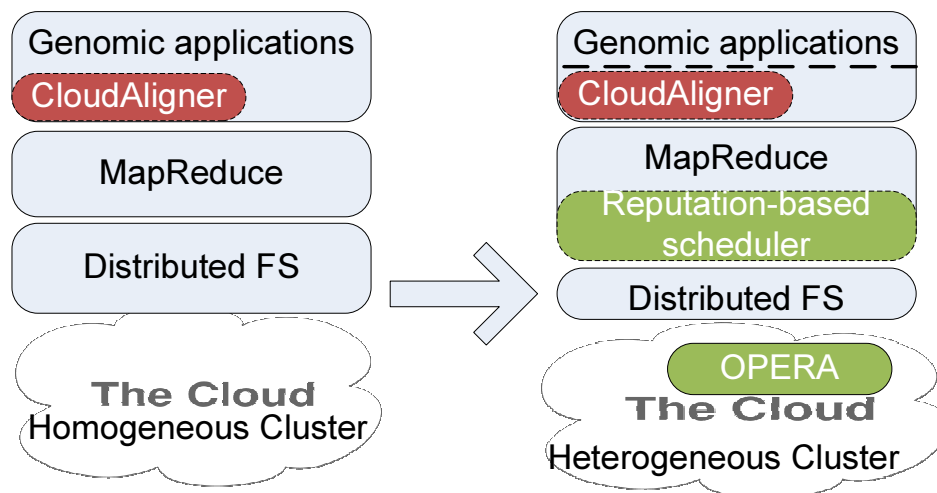 Genomic applications
CloudAligner
MapReduce
Distributed FS
The Cloud
Homogeneous Cluster
Genomic applications
CloudAligner
MapReduce
Reputation-based
scheduler
Distributed FS
OPERA
The Cloud
Heterogeneous Cluster